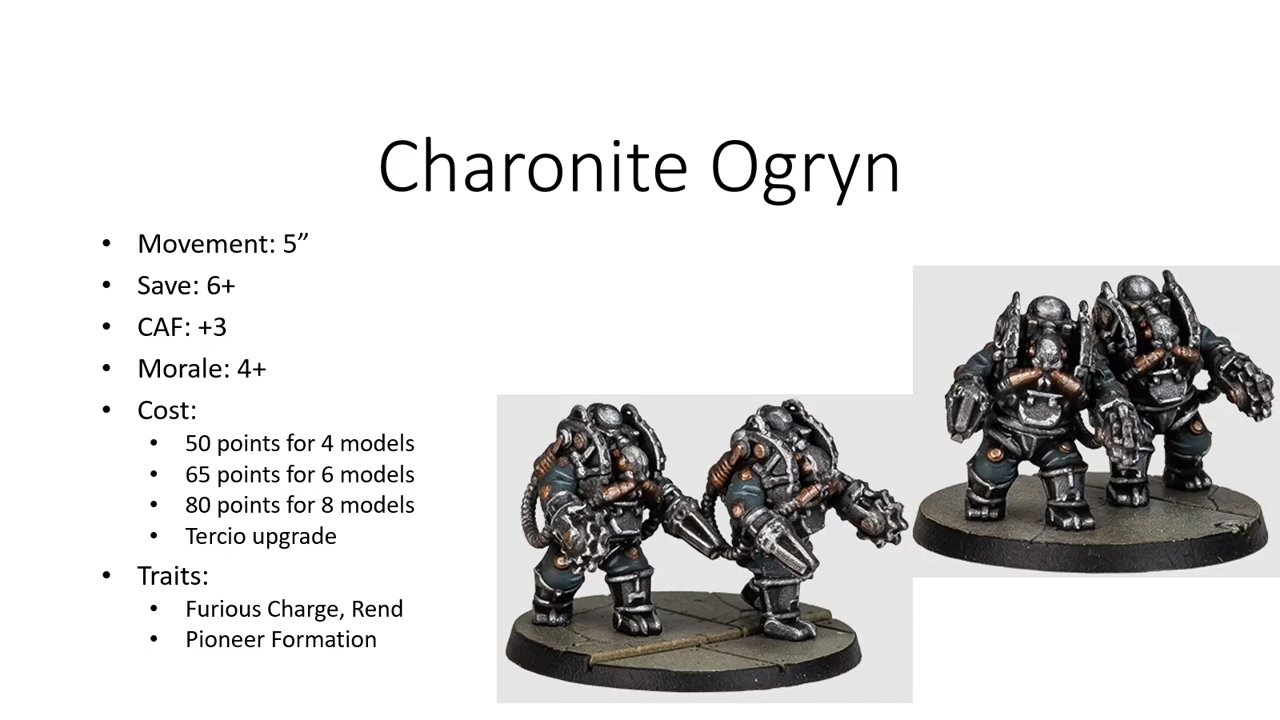 Charonite Ogryn
• Movement: 5”
• Save: 6+
• CAF: +3
• Morale: 4+
• Cost:
• 50 points for 4 models
• 65 points for 6 models
• 80 points for 8 models
• Tercio upgrade
• Traits:
• Furious Charge, Rend
• Pioneer Formation